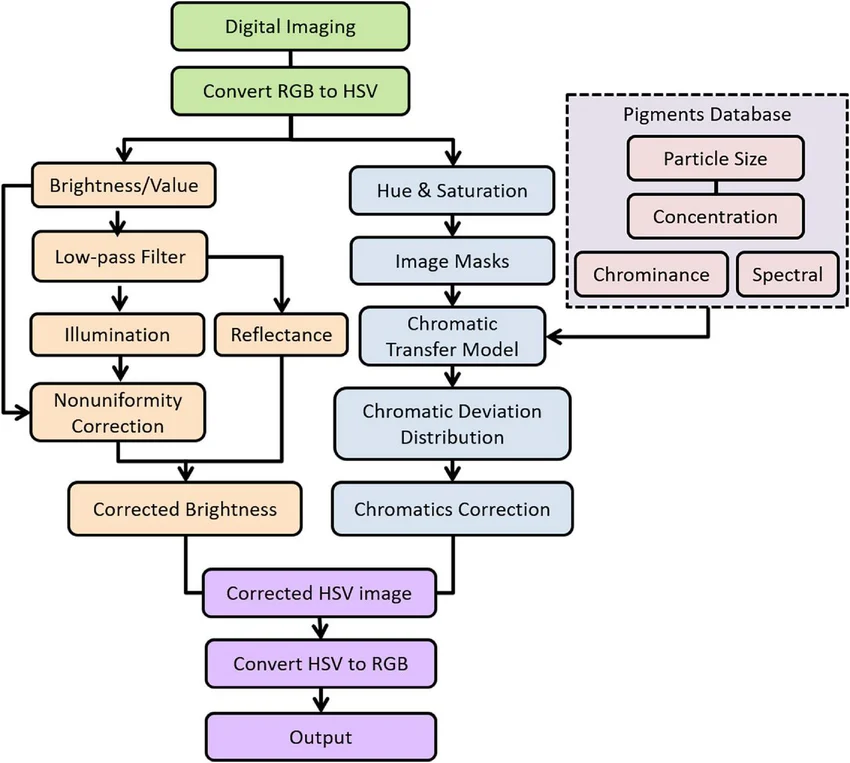 Digital Imaging
Convert RGB to HSV
Pigments Database
Particle Size
Concentration
Chrominance
Spectral
Brightness/Value
Low-pass Filter
Illumination
Reflectance
Nonuniformity
Correction
Corrected Brightness
Hue & Saturation
Image Masks
Chromatic
Transfer Model
Chromatic Deviation
Distribution
Chromatics Correction
Corrected HSV image
Convert HSV to RGB
Output